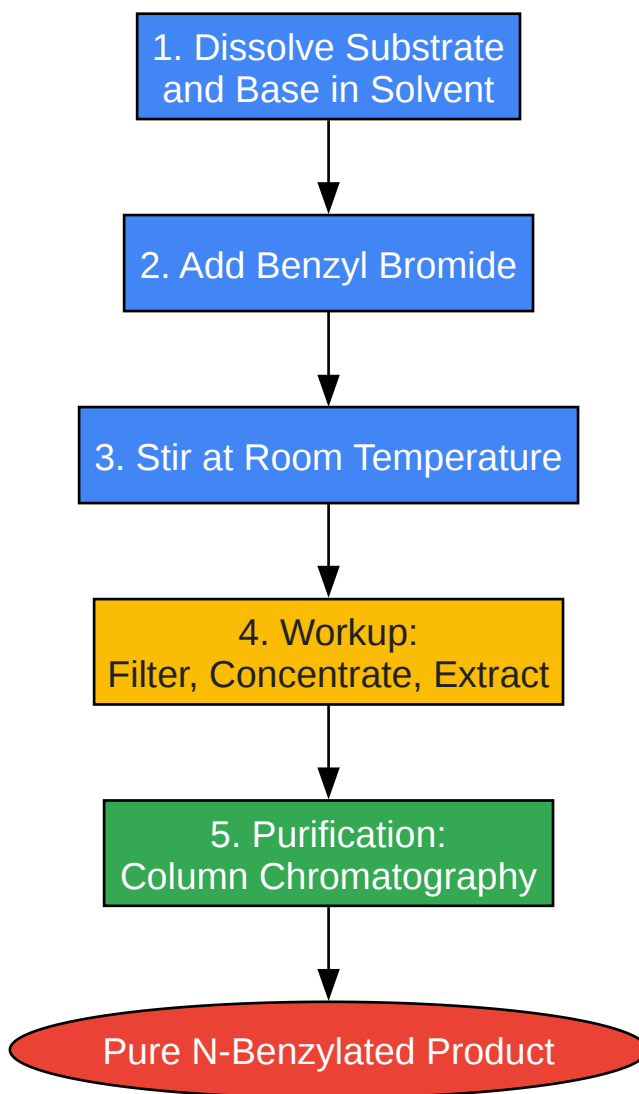 1. Dissolve Substrate
and Base in Solvent
2. Add Benzyl Bromide
3. Stir at Room Temperature
4. Workup:
Filter, Concentrate, Extract
5. Purification:
Column Chromatography
Pure N-Benzylated Product